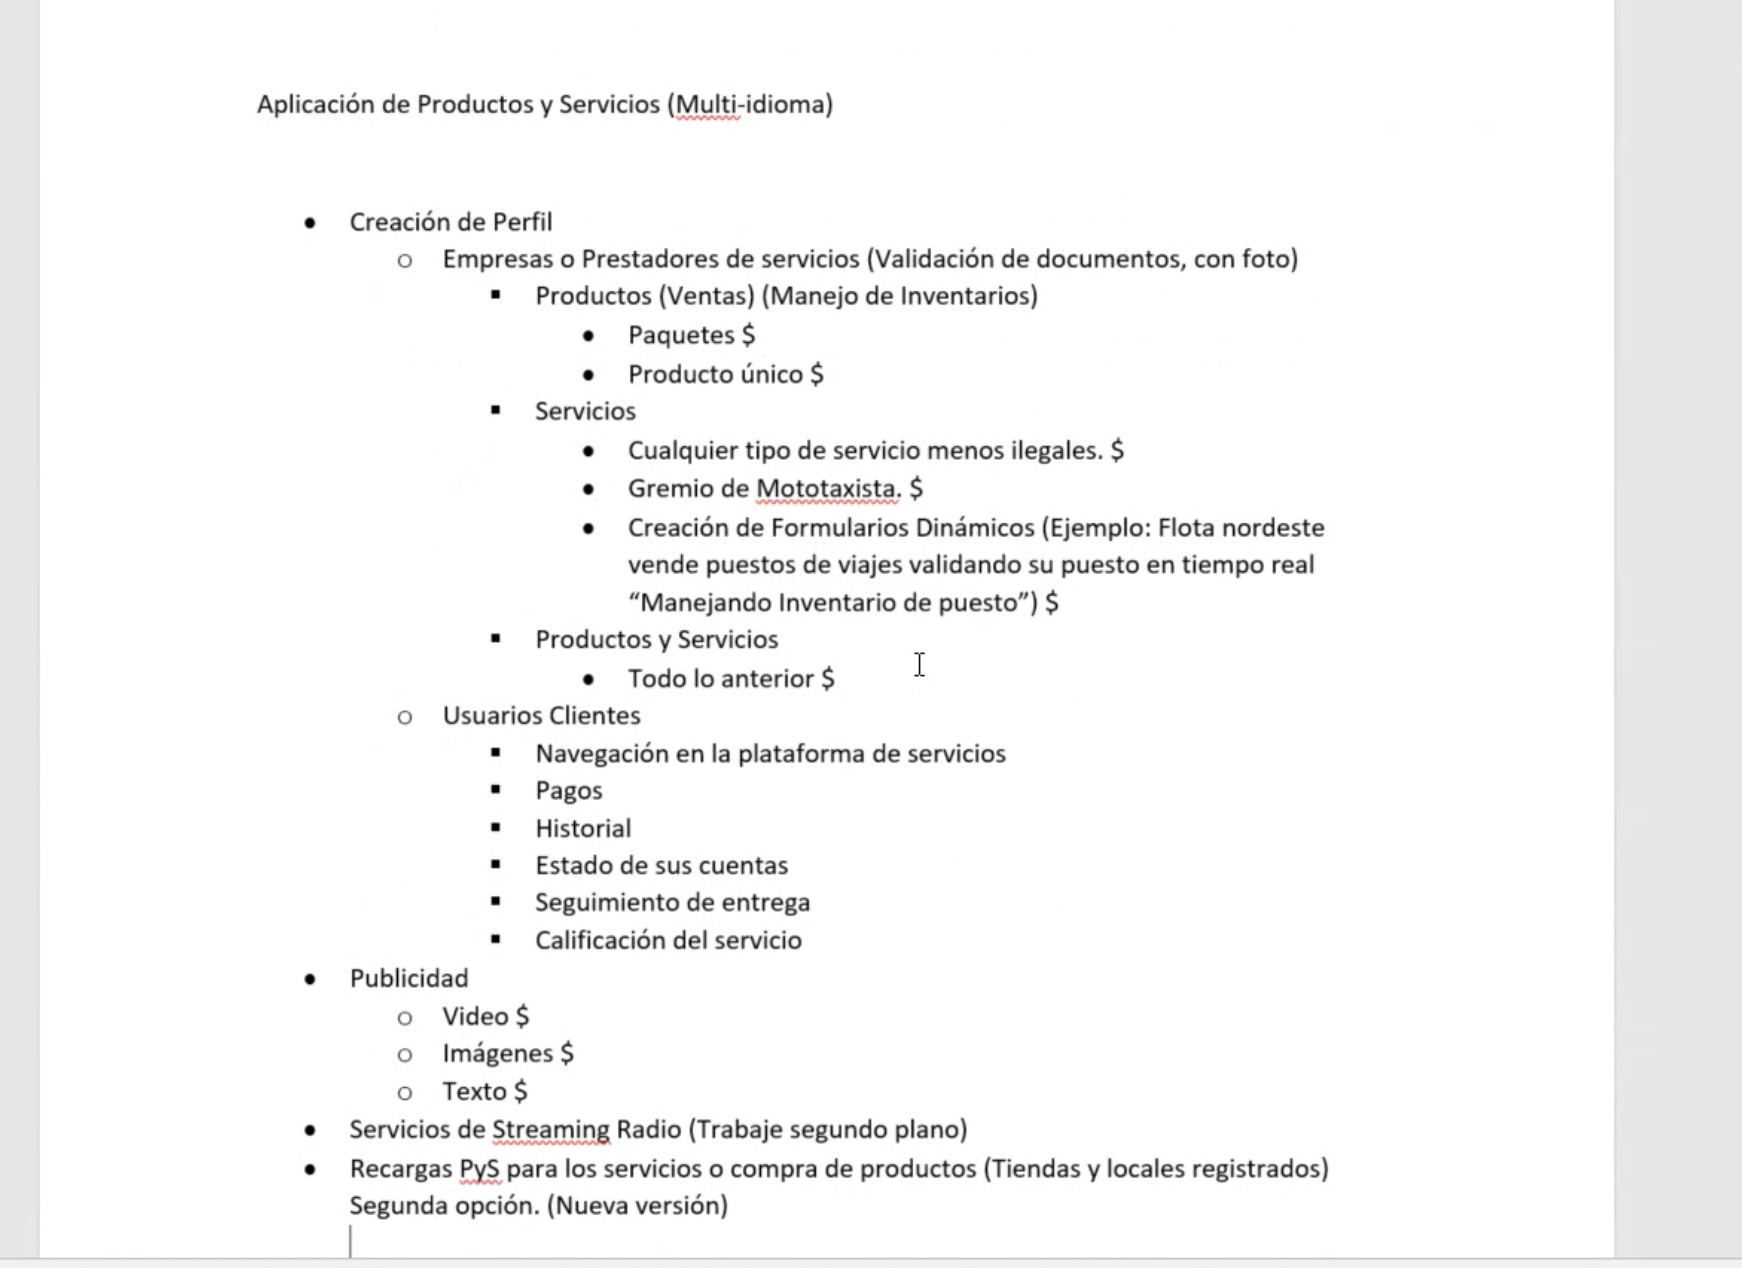 Aplicación de Productos y Servicios (Multi-idioma)
• Creación de Perfil
o Empresas o Prestadores de servicios (Validación de documentos, con foto)
▪ Productos (Ventas) (Manejo de Inventarios)
• Paquetes $
• Producto único $
▪ Servicios
• Cualquier tipo de servicio menos ilegales. $
• Gremio de Mototaxista. $
• Creación de Formularios Dinámicos (Ejemplo: Flota nordeste
vende puestos de viajes validando su puesto en tiempo real
“Manejando Inventario de puesto”) $
▪ Productos y Servicios
• Todo lo anterior $
o Usuarios Clientes
▪ Navegación en la plataforma de servicios
▪ Pagos
▪ Historial
▪ Estado de sus cuentas
▪ Seguimiento de entrega
▪ Calificación del servicio
• Publicidad
o Video $
o Imágenes $
o Texto $
• Servicios de Streaming Radio (Trabaje segundo plano)
• Recargas PyS para los servicios o compra de productos (Tiendas y locales registrados)
Segunda opción. (Nueva versión)